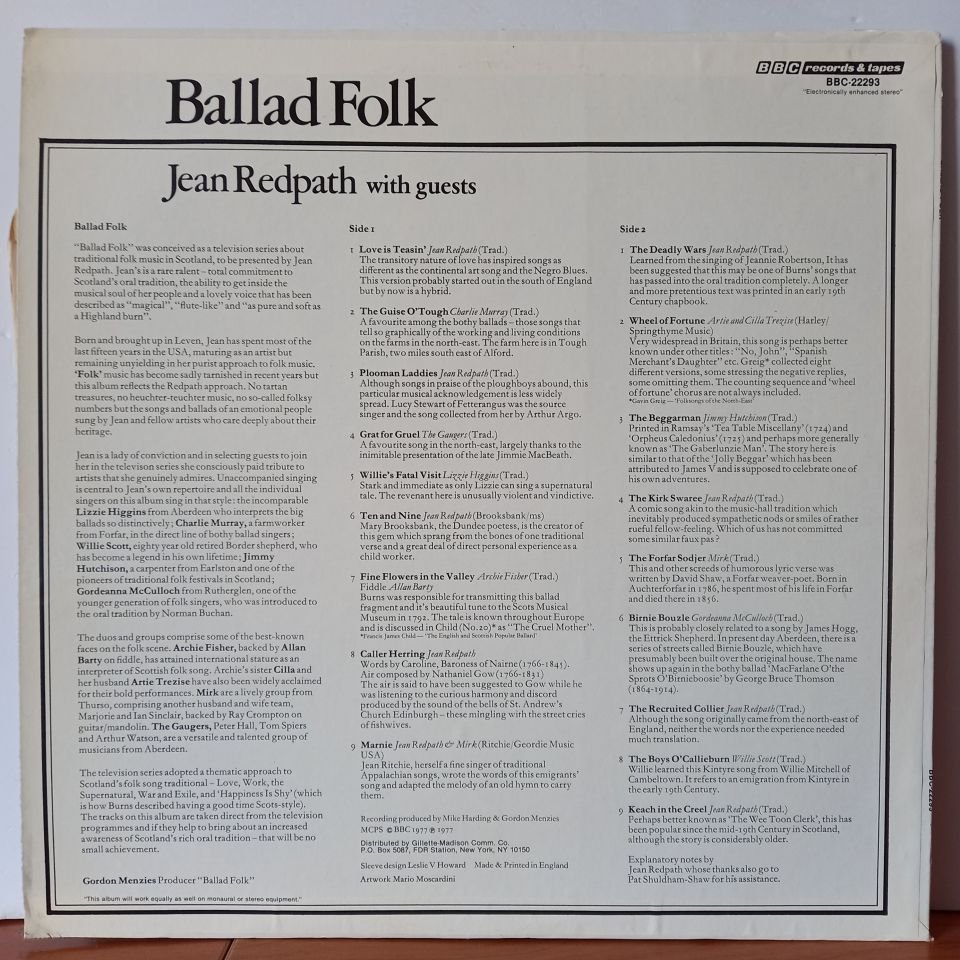 BBC records & tapes
BBC-22293
"Electronically enhanced stereo"
Ballad Folk
Jean Redpath with guests
Ballad Folk
"Ballad Folk" was conceived as a television series about
traditional folk music in Scotland, to be presented by Jean
Redpath. Jean's is a rare talent – total commitment to
Scotland's oral tradition, the ability to get inside the
musical soul of her people and a lovely voice that has been
described as "magical", "flute-like" and "as pure and soft as
a Highland burn".
Born and brought up in Leven, Jean has spent most of the
last fifteen years in the USA, maturing as an artist but
remaining unyielding in her purist approach to folk music.
'Folk' music has become sadly tarnished in recent years but
this album reflects the Redpath approach. No tartan
treasures, no heuchter-teuchter music, no so-called folksy
numbers but the songs and ballads of an emotional people
sung by Jean and fellow artists who care deeply about their
heritage.
Jean is a lady of conviction and in selecting guests to join
her in the televison series she consciously paid tribute to
artists that she genuinely admires. Unaccompanied singing
is central to Jean's own repertoire and all the individual
singers on this album sing in that style: the incomparable
Lizzie Higgins from Aberdeen who interprets the big
ballads so distinctively; Charlie Murray, a farmworker
from Forfar, in the direct line of bothy ballad singers;
Willie Scott, eighty year old retired Border shepherd, who
has become a legend in his own lifetime; Jimmy
Hutchison, a carpenter from Earlston and one of the
pioneers of traditional folk festivals in Scotland;
Gordeanna McCulloch from Rutherglen, one of the
younger generation of folk singers, who was introduced to
the oral tradition by Norman Buchan.
The duos and groups comprise some of the best-known
faces on the folk scene. Archie Fisher, backed by Allan
Barty on fiddle, has attained international stature as an
interpreter of Scottish folk song. Archie's sister Cilla and
her husband Artie Trezise have also been widely acclaimed
for their bold performances. Mirk are a lively group from
Thurso, comprising another husband and wife team,
Marjorie and Ian Sinclair, backed by Ray Crompton on
guitar/mandolin. The Gaugers, Peter Hall, Tom Spiers
and Arthur Watson, are a versatile and talented group of
musicians from Aberdeen.
The television series adopted a thematic approach to
Scotland's folk song traditional – Love, Work, the
Supernatural, War and Exile, and 'Happiness Is Shy' (which
is how Burns described having a good time Scots-style).
The tracks on this album are taken direct from the television
programmes and if they help to bring about an increased
awareness of Scotland's rich oral tradition – that will be no
small achievement.
Gordon Menzies Producer "Ballad Folk"
"This album will work equally as well on monaural or stereo equipment."
Side 1
1 Love is Teasin' Jean Redpath (Trad.)
The transitory nature of love has inspired songs as
different as the continental art song and the Negro Blues.
This version probably started out in the south of England
but by now is a hybrid.
2 The Guise O'Tough Charlie Murray (Trad.)
A favourite among the bothy ballads – those songs that
tell so graphically of the working and living conditions
on the farms in the north-east. The farm here is in Tough
Parish, two miles south east of Alford.
3 Plooman Laddies Jean Redpath (Trad.)
Although songs in praise of the ploughboys abound, this
particular musical acknowledgement is less widely
spread. Lucy Stewart of Fetterangus was the source
singer and the song collected from her by Arthur Argo.
4 Grat for Gruel The Gaugers (Trad.)
A favourite song in the north-east, largely thanks to the
inimitable presentation of the late Jimmie MacBeath.
5 Willie's Fatal Visit Lizzie Higgins (Trad.)
Stark and immediate as only Lizzie can sing a supernatural
tale. The revenant here is unusually violent and vindictive.
6 Ten and Nine Jean Redpath (Brooksbank/ms)
Mary Brooksbank, the Dundee poetess, is the creator of
this gem which sprang from the bones of one traditional
verse and a great deal of direct personal experience as a
child worker.
7 Fine Flowers in the Valley Archie Fisher (Trad.)
Fiddle Allan Barty
Burns was responsible for transmitting this ballad
fragment and it's beautiful tune to the Scots Musical
Museum in 1792. The tale is known throughout Europe
and is discussed in Child (No. 20)* as "The Cruel Mother".
*Francis James Child — 'The English and Scottish Popular Ballads'
8 Caller Herring Jean Redpath
Words by Caroline, Baroness of Nairne (1766-1845).
Air composed by Nathaniel Gow (1766-1831)
The air is said to have been suggested to Gow while he
was listening to the curious harmony and discord
produced by the sound of the bells of St. Andrew's
Church Edinburgh – these mingling with the street cries
of fishwives.
9 Marnie Jean Redpath & Mirk (Ritchie/Geordie Music
USA)
Jean Ritchie, herself a fine singer of traditional
Appalachian songs, wrote the words of this emigrants'
song and adapted the melody of an old hymn to carry
them.
Recording produced by Mike Harding & Gordon Menzies
MCPS © BBC 1977 ℗ 1977
Distributed by Gillette-Madison Comm. Co.
P.O. Box 5087, FDR Station, New York, NY 10150
Sleeve design Leslie V Howard Made & Printed in England
Artwork Mario Moscardini
Side 2
1 The Deadly Wars Jean Redpath (Trad.)
Learned from the singing of Jeannie Robertson, It has
been suggested that this may be one of Burns' songs that
has passed into the oral tradition completely. A longer
and more pretentious text was printed in an early 19th
Century chapbook.
2 Wheel of Fortune Artie and Cilla Trezise (Harley/
Springthyme Music)
Very widespread in Britain, this song is perhaps better
known under other titles: "No, John", "Spanish
Merchant's Daughter" etc. Greig* collected eight
different versions, some stressing the negative replies,
some omitting them. The counting sequence and 'wheel
of fortune' chorus are not always included.
*Gavin Greig — 'Folksongs of the North-East'
3 The Beggarman Jimmy Hutchison (Trad.)
Printed in Ramsay's 'Tea Table Miscellany' (1724) and
'Orpheus Caledonius' (1725) and perhaps more generally
known as 'The Gaberlunzie Man'. The story here is
similar to that of the 'Jolly Beggar' which has been
attributed to James V and is supposed to celebrate one of
his own adventures.
4 The Kirk Swaree Jean Redpath (Trad.)
A comic song akin to the music-hall tradition which
inevitably produced sympathetic nods or smiles of rather
rueful fellow-feeling. Which of us has not committed
some similar faux pas?
5 The Forfar Sodjer Mirk (Trad.)
This and other screeds of humorous lyric verse was
written by David Shaw, a Forfar weaver-poet. Born in
Auchterforfar in 1786, he spent most of his life in Forfar
and died there in 1856.
6 Birnie Bouzle Gordeanna McCulloch (Trad.)
This is probably closely related to a song by James Hogg,
the Ettrick Shepherd. In present day Aberdeen, there is a
series of streets called Birnie Bouzle, which have
presumably been built over the original house. The name
shows up again in the bothy ballad 'MacFarlane O'the
Sprots O'Birnieboosie' by George Bruce Thomson
(1864-1914).
7 The Recruited Collier Jean Redpath (Trad.)
Although the song originally came from the north-east of
England, neither the words nor the experience needed
much translation.
8 The Boys O'Callieburn Willie Scott (Trad.)
Willie learned this Kintyre song from Willie Mitchell of
Cambeltown. It refers to an emigration from Kintyre in
the early 19th Century.
9 Keach in the Creel Jean Redpath (Trad.)
Perhaps better known as 'The Wee Toon Clerk', this has
been popular since the mid-19th Century in Scotland,
although the story is considerably older.
Explanatory notes by
Jean Redpath whose thanks also go to
Pat Shuldham-Shaw for his assistance.
BBC-22293